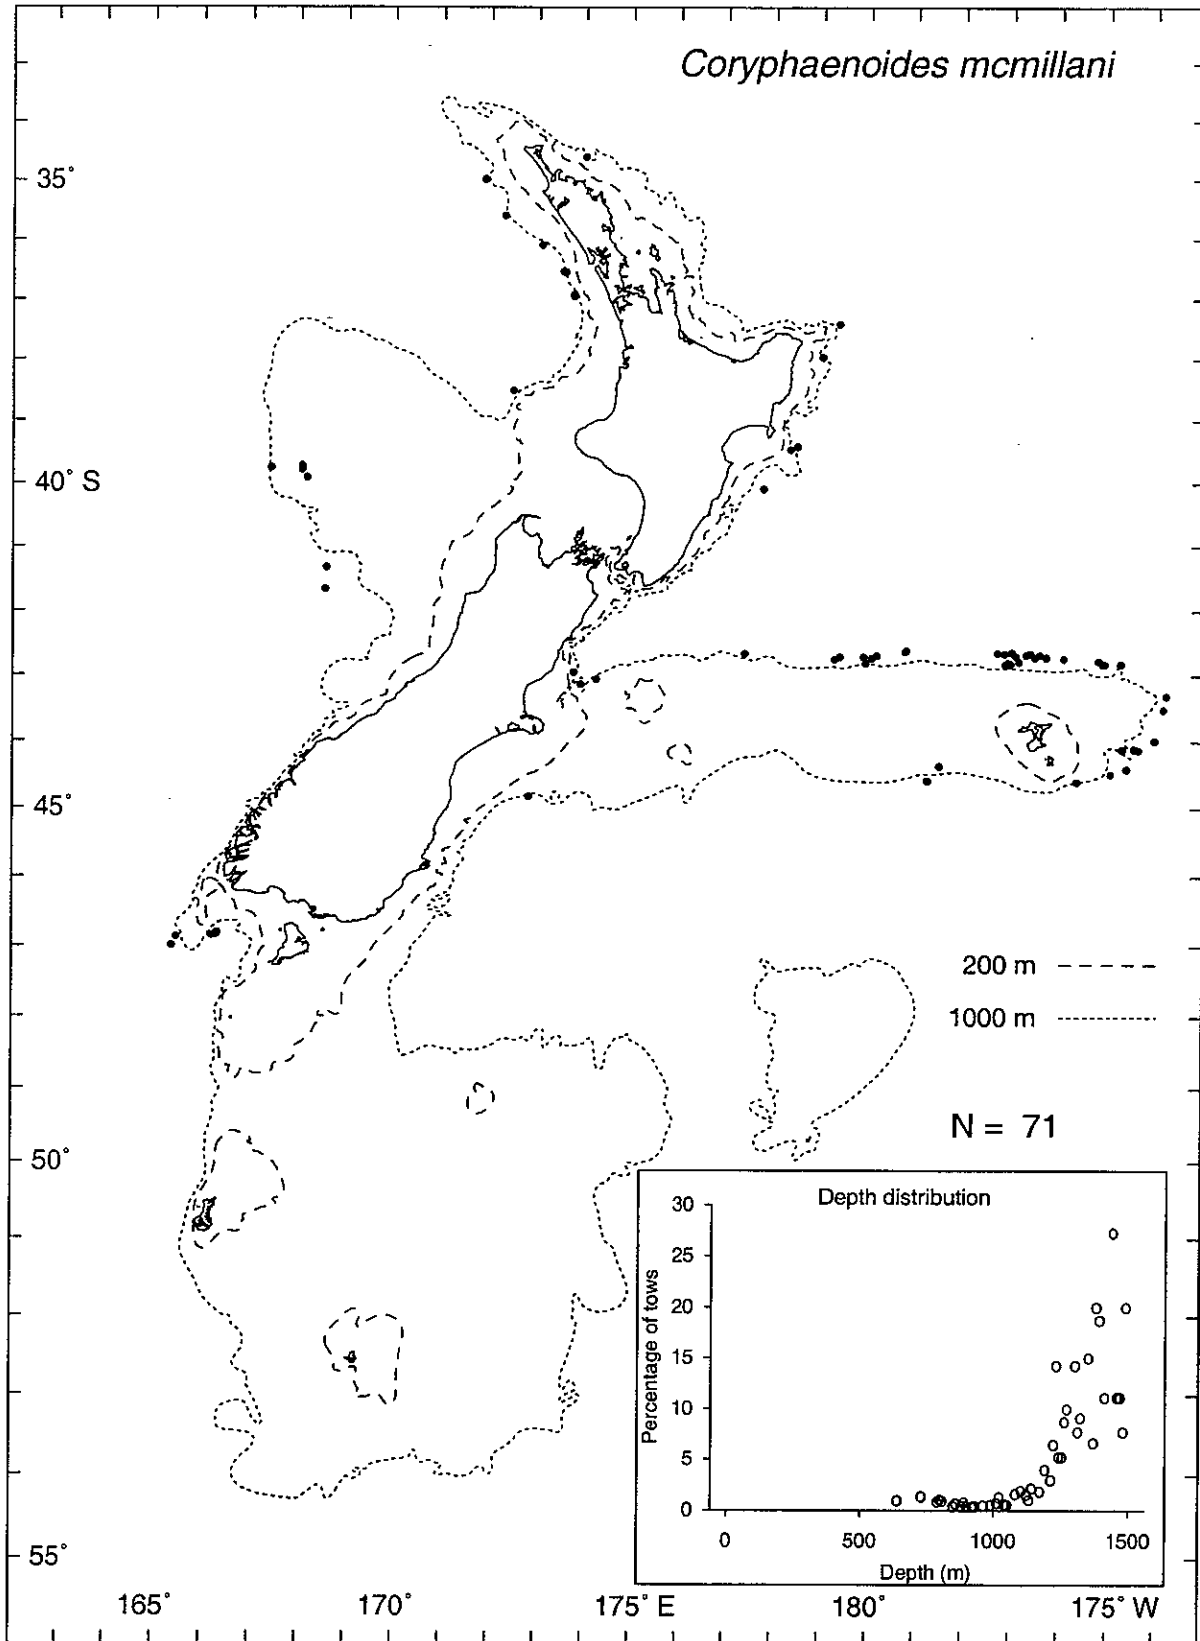 Coryphaenoides mcmillani
35°
40° S
45°
200 m
1000 m
N = 71
50°
Depth distribution
30
25
20
15
10
5
0
Percentage of tows
0 500 1000 1500
Depth (m)
55°
165° 170° 175° E 180° 175° W